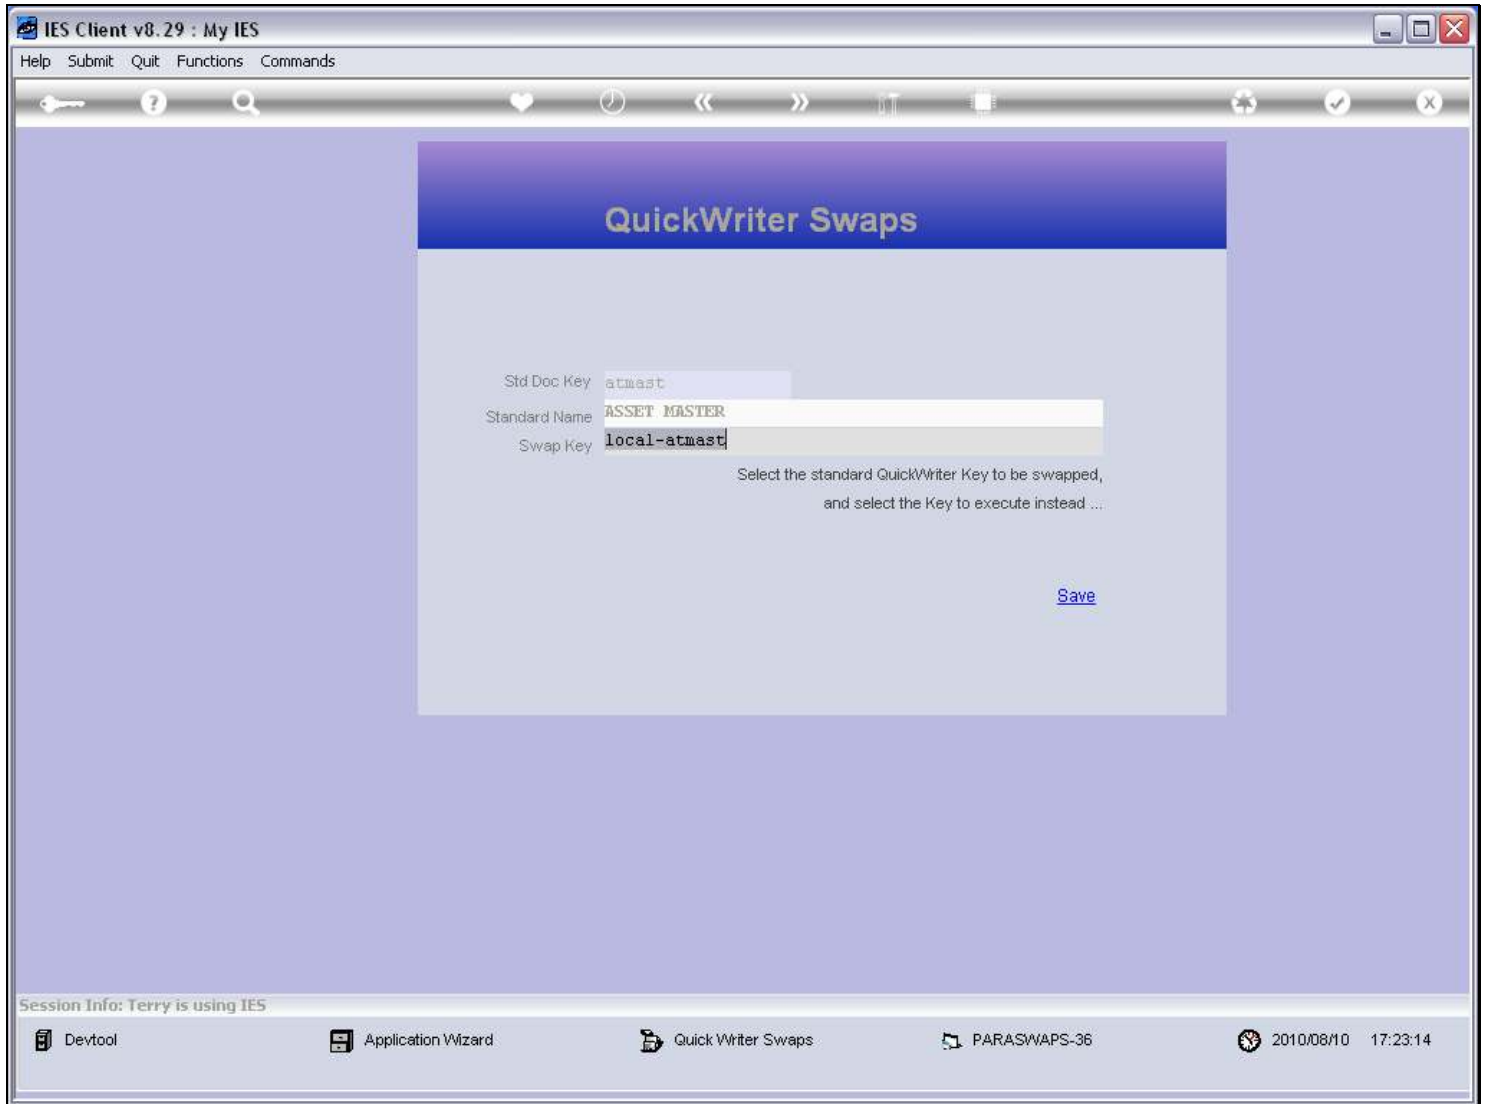 IES Client v8.29 : My IES
Help Submit Quit Functions Commands
QuickWriter Swaps
Std Doc Key atmast
Standard Name ASSET MASTER
Swap Key local-atmast
Select the standard QuickWriter Key to be swapped,
and select the Key to execute instead ...
Save
Session Info: Terry is using IES
Devtool Application Wizard Quick Writer Swaps PARASWAPS-36 2010/08/10 17:23:14